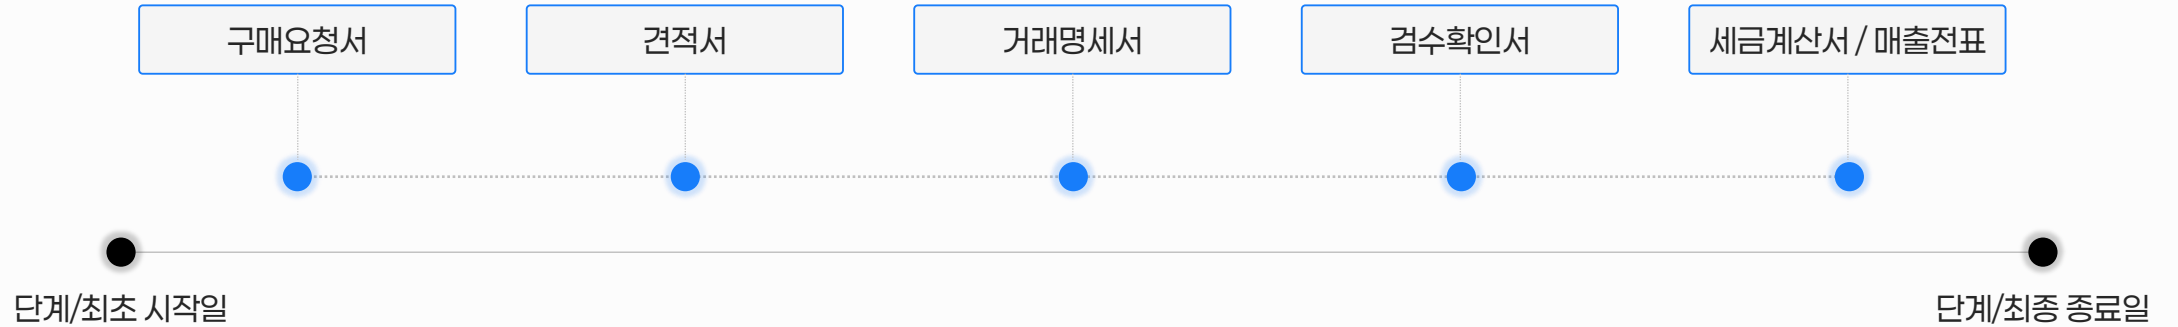 구매요청서
견적서
거래명세서
검수확인서
세금계산서 / 매출전표
단계/최초 시작일
단계/최종 종료일